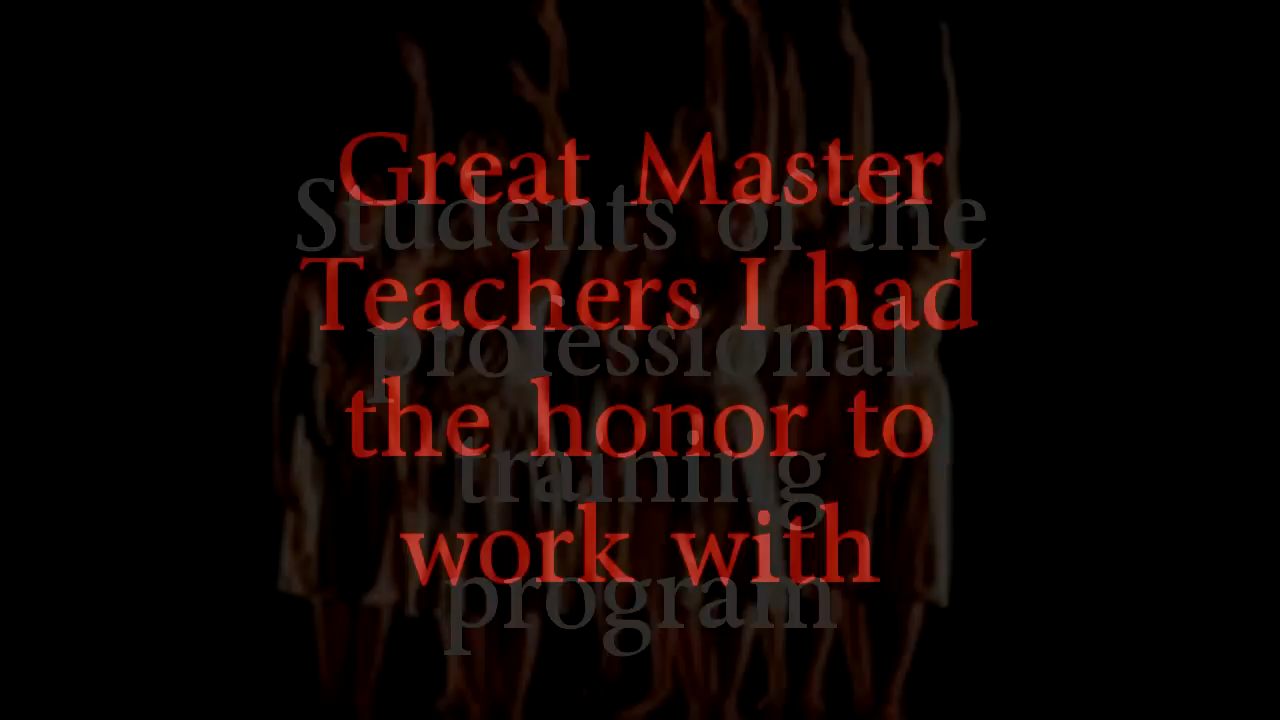 Great Master
Teachers I had
the honor to
work with
Students of the
professional
training
program